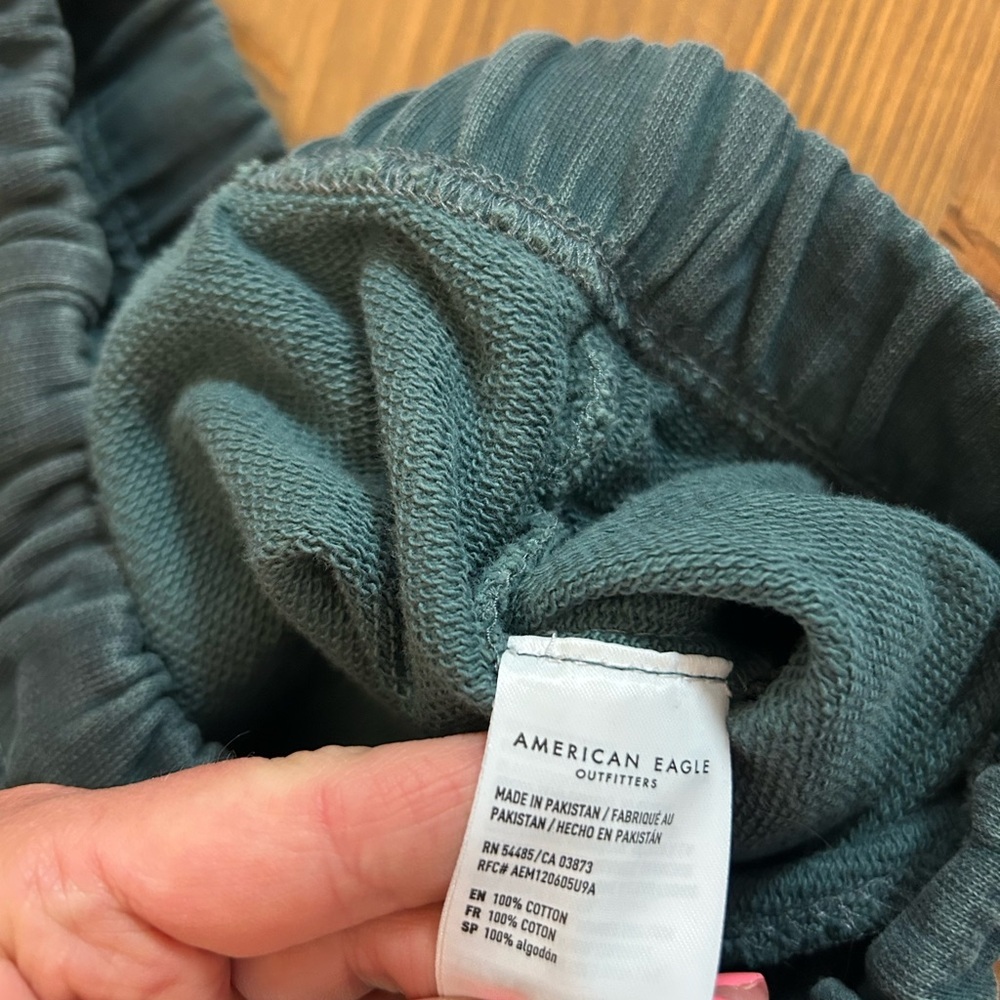 AMERICAN EAGLE
OUTFITTERS
MADE IN PAKISTAN / FABRIQUÉ AU
PAKISTAN / HECHO EN PAKISTÁN
RN 54485/CA 03873
RFC# AEM120605U9A
EN 100% COTTON
FR 100% COTON
SP 100% algodón